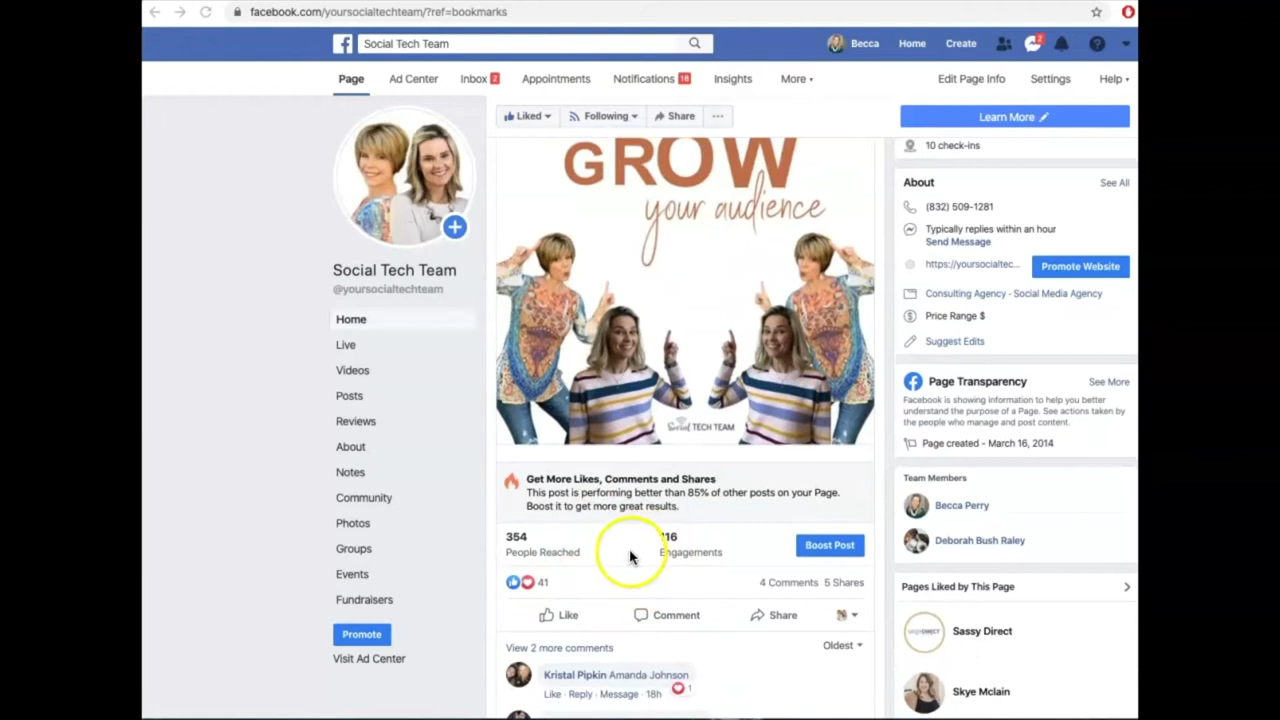 facebook.com/yoursocialtechteam/?ref=bookmarks
Social Tech Team
Becca Home Create 2
Page Ad Center Inbox 2 Appointments Notifications 18 Insights More Edit Page Info Settings Help
Liked Following Share ... Learn More
Social Tech Team
@yoursocialtechteam
Home
Live
Videos
Posts
Reviews
About
Notes
Community
Photos
Groups
Events
Fundraisers
Promote
Visit Ad Center
GROW
your audience
Social TECH TEAM
Get More Likes, Comments and Shares
This post is performing better than 85% of other posts on your Page.
Boost it to get more great results.
354
People Reached
Engagements
Boost Post
41
4 Comments 5 Shares
Like Comment Share
View 2 more comments
Oldest
Kristal Pipkin Amanda Johnson
Like · Reply · Message · 18h
1
10 check-ins
About See All
(832) 509-1281
Typically replies within an hour
Send Message
https://yoursocialtec...
Promote Website
Consulting Agency · Social Media Agency
Price Range $
Suggest Edits
Page Transparency See More
Facebook is showing information to help you better
understand the purpose of a Page. See actions taken by
the people who manage and post content.
Page created - March 16, 2014
Team Members
Becca Perry
Deborah Bush Raley
Pages Liked by This Page
Sassy Direct
Skye Mclain